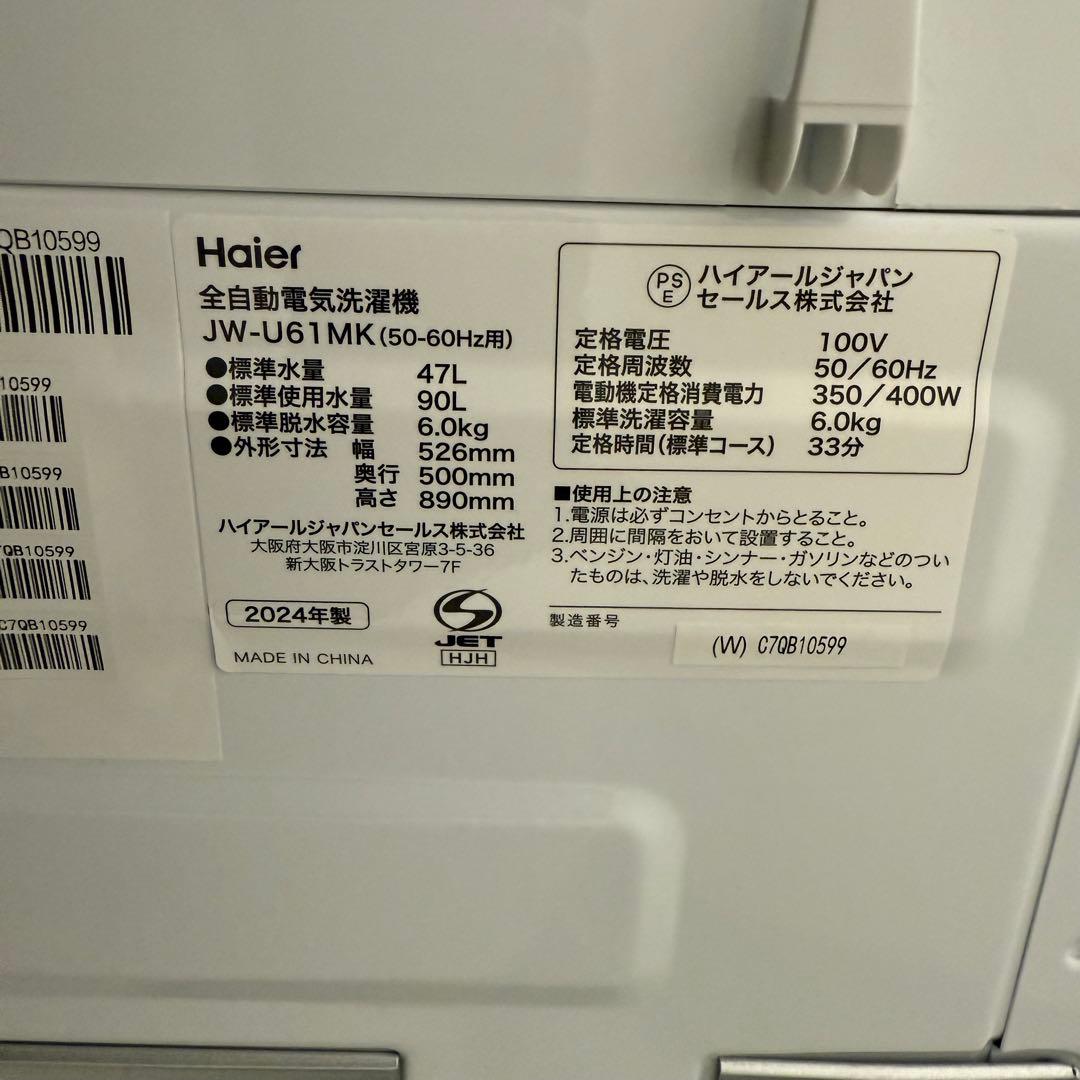 QB10599
10599
B10599
7QB10599
C7QB10599
Haier
全自動電気洗濯機
JW-U61MK(50-60Hz用)
●標準水量 47L
●標準使用水量 90L
●標準脱水容量 6.0kg
●外形寸法 幅 526mm
奥行 500mm
高さ 890mm
ハイアールジャパンセールス株式会社
大阪府大阪市淀川区宮原3-5-36
新大阪トラストタワー7F
2024年製
MADE IN CHINA
JET
HJH
PS
E
ハイアールジャパン
セールス株式会社
定格電圧 100V
定格周波数 50/60Hz
電動機定格消費電力 350/400W
標準洗濯容量 6.0kg
定格時間(標準コース) 33分
■使用上の注意
1.電源は必ずコンセントからとること。
2.周囲に間隔をおいて設置すること。
3.ベンジン・灯油・シンナー・ガソリンなどのつい
たものは、洗濯や脱水をしないでください。
製造番号
(W) C7QB10599